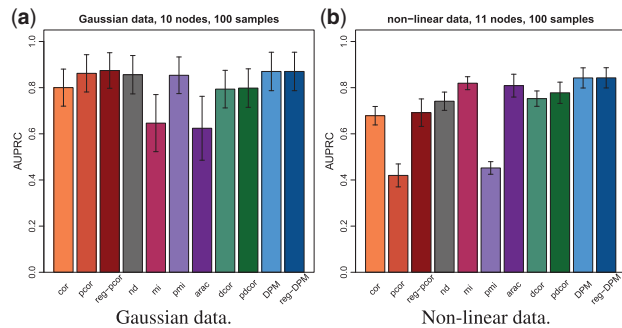 (a) Gaussian data, 10 nodes, 100 samples
AUPRC
1.0
0.8
0.6
0.4
0.2
0.0
cor pcor reg-pcor nd mi pmi arac dcor pdcor DPM reg-DPM
Gaussian data.
(b) non-linear data, 11 nodes, 100 samples
AUPRC
1.0
0.8
0.6
0.4
0.2
0.0
cor pcor reg-pcor nd mi pmi arac dcor pdcor DPM reg-DPM
Non-linear data.